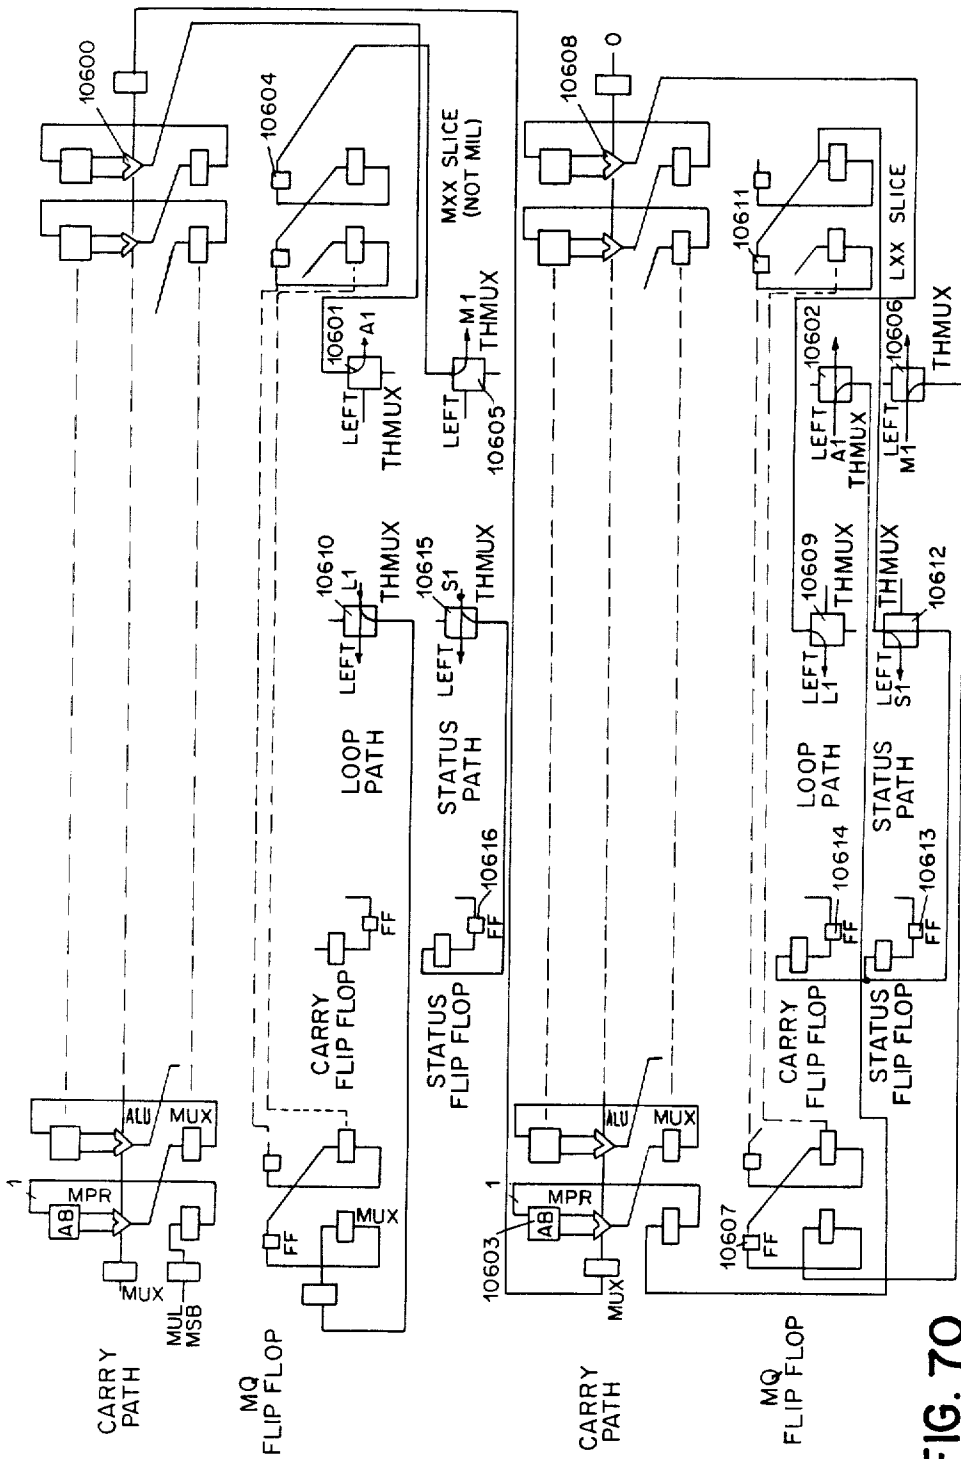 CARRY
PATH
MUX
MUL
MSB
1
AB
MPR
ALU
MUX
10600
MQ
FLIP FLOP
FF
MUX
CARRY
FLIP FLOP
FF
LOOP
PATH
LEFT
10610
L1
THMUX
LEFT
THMUX
10601
A1
10604
STATUS
FLIP FLOP
FF
10616
STATUS
PATH
LEFT
10615
S1
THMUX
LEFT
10605
M1
THMUX
MXX SLICE
(NOT MIL)
CARRY
PATH
MUX
10603
1
AB
MPR
ALU
MUX
10608
O
MQ
FLIP FLOP
10607
FF
CARRY
FLIP FLOP
FF
10614
LOOP
PATH
LEFT
L1
10609
THMUX
LEFT
A1
THMUX
10602
10611
STATUS
FLIP FLOP
FF
10613
STATUS
PATH
LEFT
S1
THMUX
10612
LEFT
M1
10606
THMUX
LXX SLICE
FIG. 70